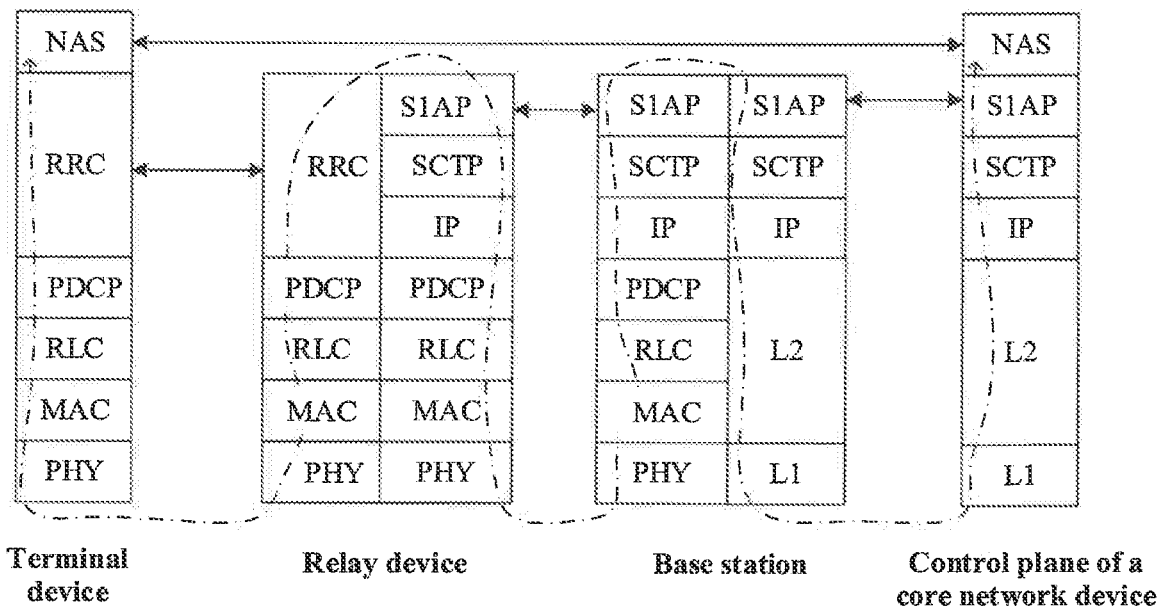 NAS NAS
S1AP S1AP S1AP S1AP
RRC RRC SCTP SCTP SCTP SCTP
IP IP IP IP
PDCP PDCP PDCP PDCP
RLC RLC RLC RLC L2 L2
MAC MAC MAC MAC
PHY PHY PHY PHY L1 L1
Terminal device
Relay device
Base station
Control plane of a
core network device